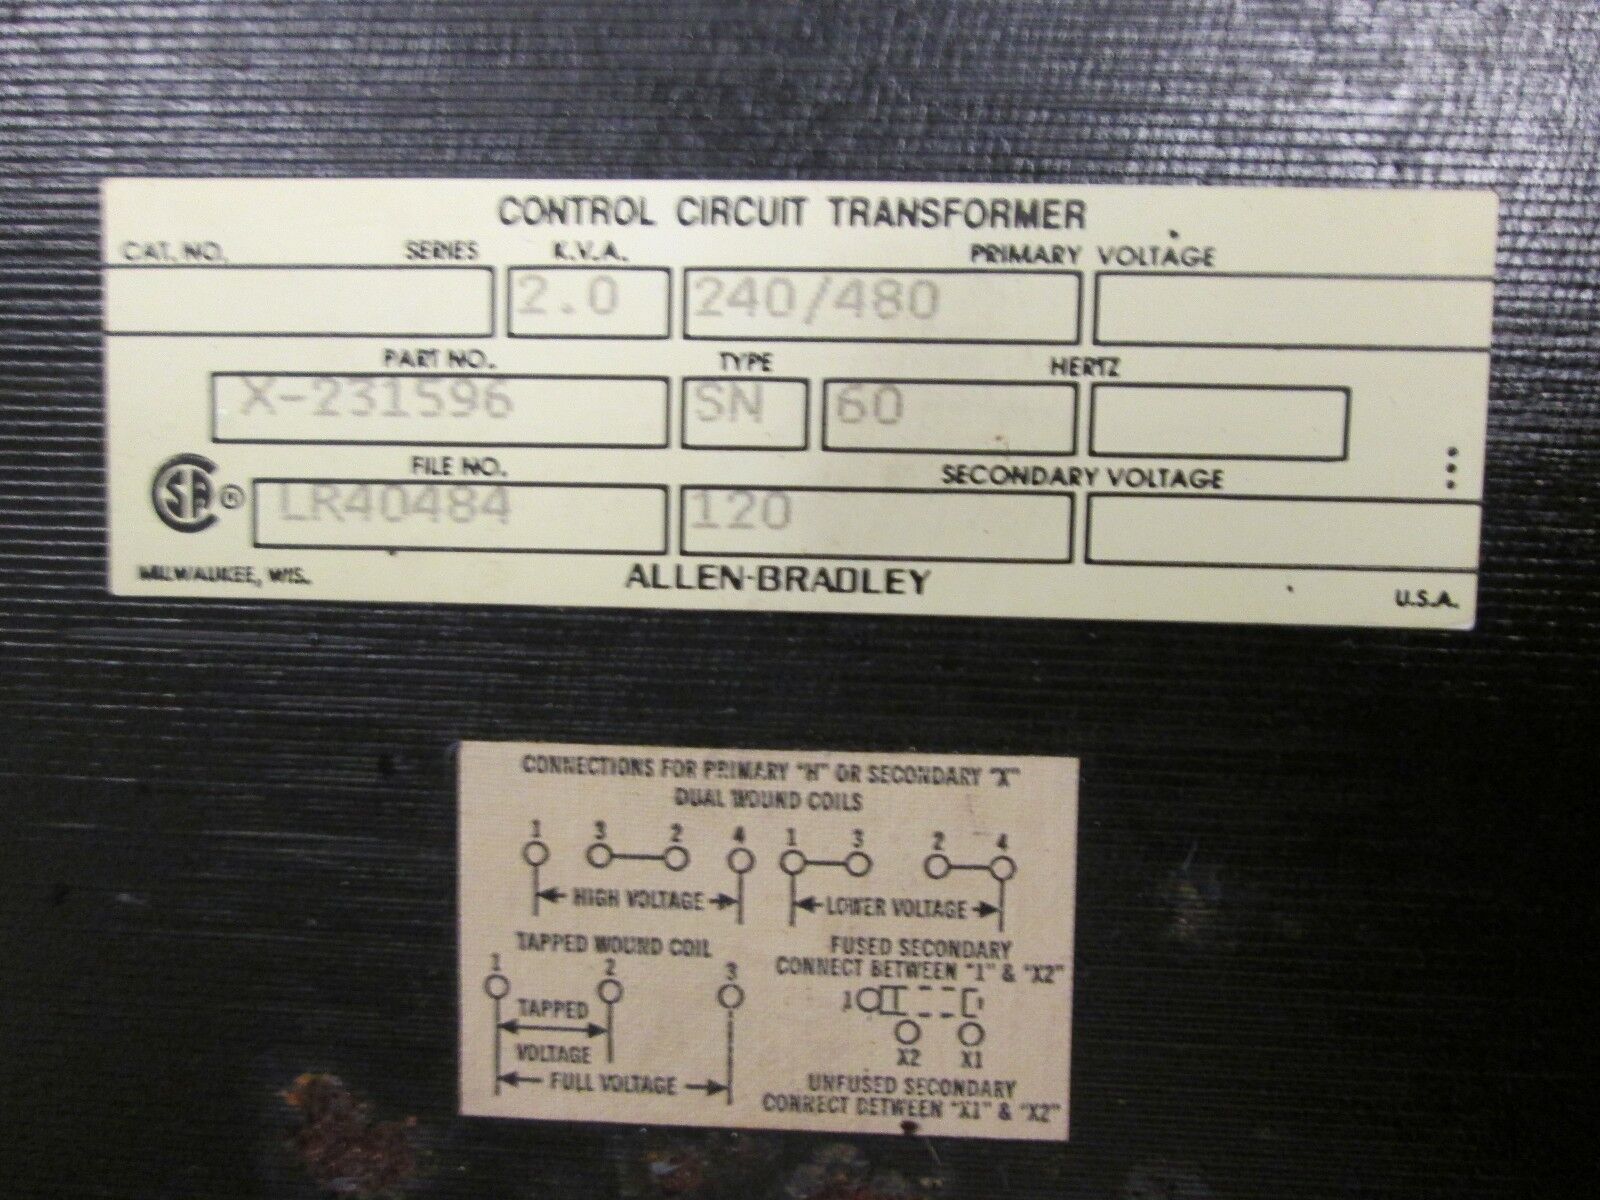 CONTROL CIRCUIT TRANSFORMER
CAT. NO. SERIES K.V.A. PRIMARY VOLTAGE
2.0 240/480
PART NO. TYPE HERTZ
X-231596 SN 60
FILE NO. SECONDARY VOLTAGE
SA ® LR40484 120
MILWAUKEE, WIS. ALLEN-BRADLEY U.S.A.
CONNECTIONS FOR PRIMARY "H" OR SECONDARY "X"
DUAL WOUND COILS
1 3 2 4 1 3 2 4
HIGH VOLTAGE LOWER VOLTAGE
TAPPED WOUND COIL
1 2 3
TAPPED
VOLTAGE
FULL VOLTAGE
FUSED SECONDARY
CONNECT BETWEEN "1" & "X2"
1
X2 X1
UNFUSED SECONDARY
CONNECT BETWEEN "X1" & "X2"